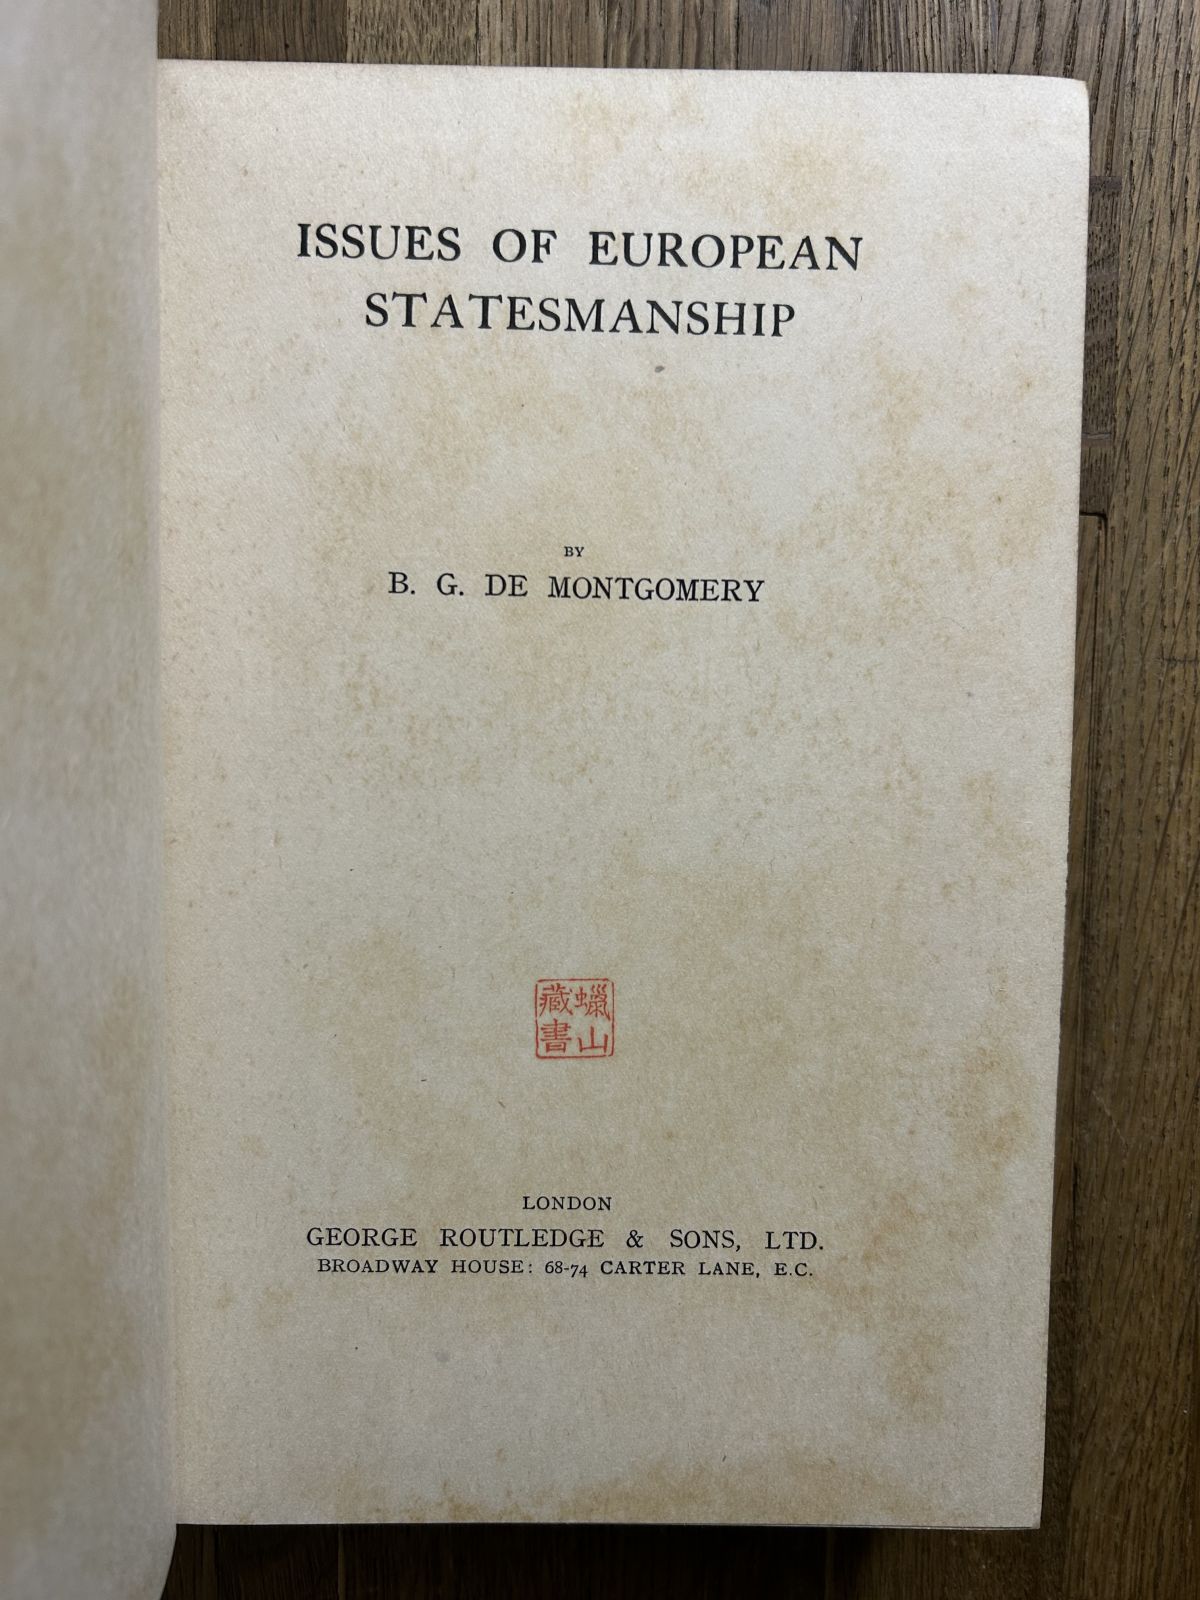 ISSUES OF EUROPEAN
STATESMANSHIP
BY
B. G. DE MONTGOMERY
蠟山
藏書
LONDON
GEORGE ROUTLEDGE & SONS, LTD.
BROADWAY HOUSE: 68-74 CARTER LANE, E.C.